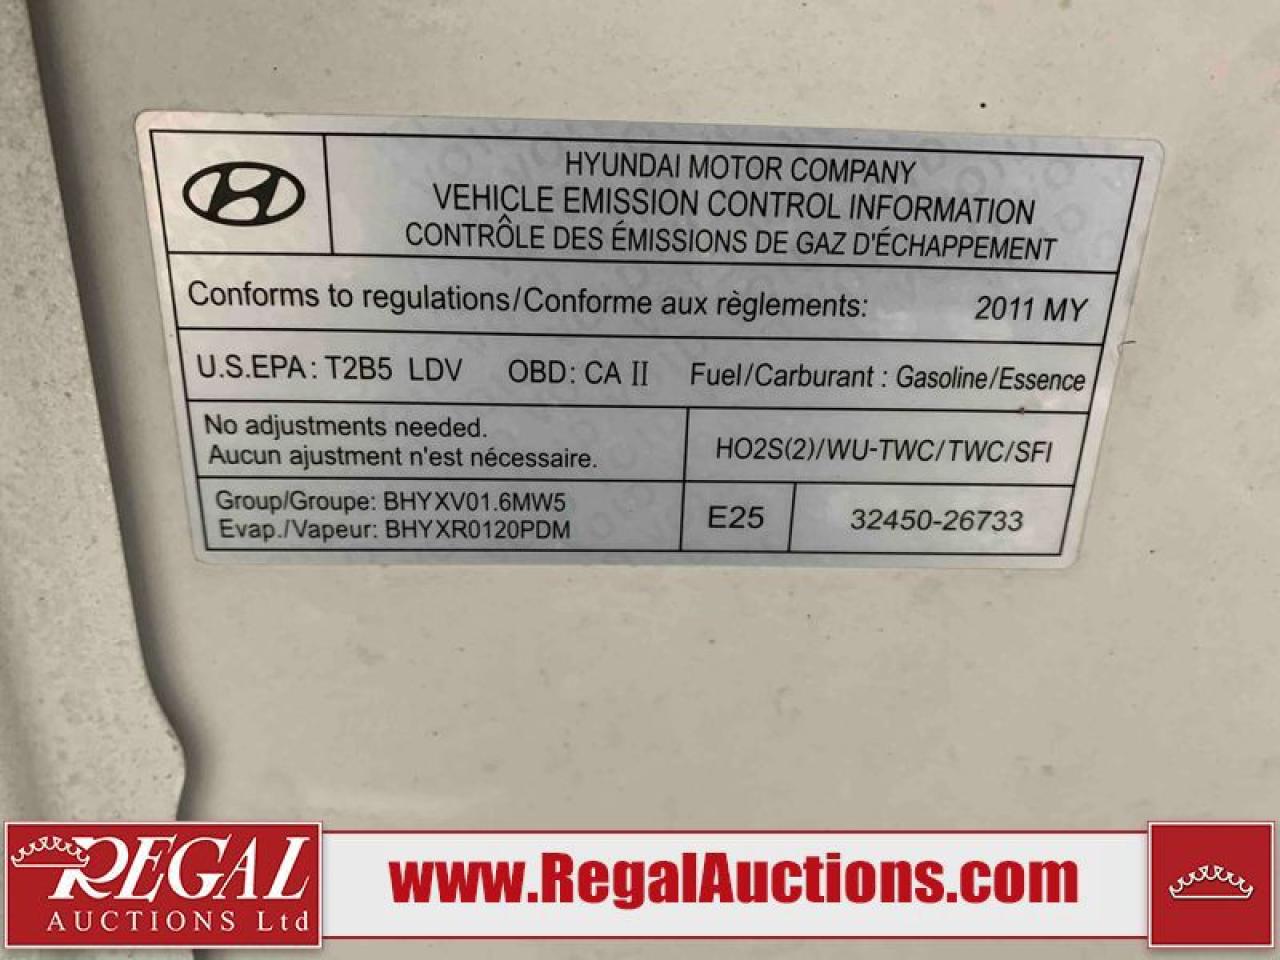 HYUNDAI MOTOR COMPANY
VEHICLE EMISSION CONTROL INFORMATION
CONTRÔLE DES ÉMISSIONS DE GAZ D'ÉCHAPPEMENT
Conforms to regulations/Conforme aux règlements: 2011 MY
U.S.EPA: T2B5 LDV OBD: CA II Fuel/Carburant : Gasoline/Essence
No adjustments needed.
Aucun ajustment n'est nécessaire.
HO2S(2)/WU-TWC/TWC/SFI
Group/Groupe: BHYXV01.6MW5
Evap./Vapeur: BHYXR0120PDM
E25 32450-26733
REGAL
AUCTIONS Ltd
www.RegalAuctions.com